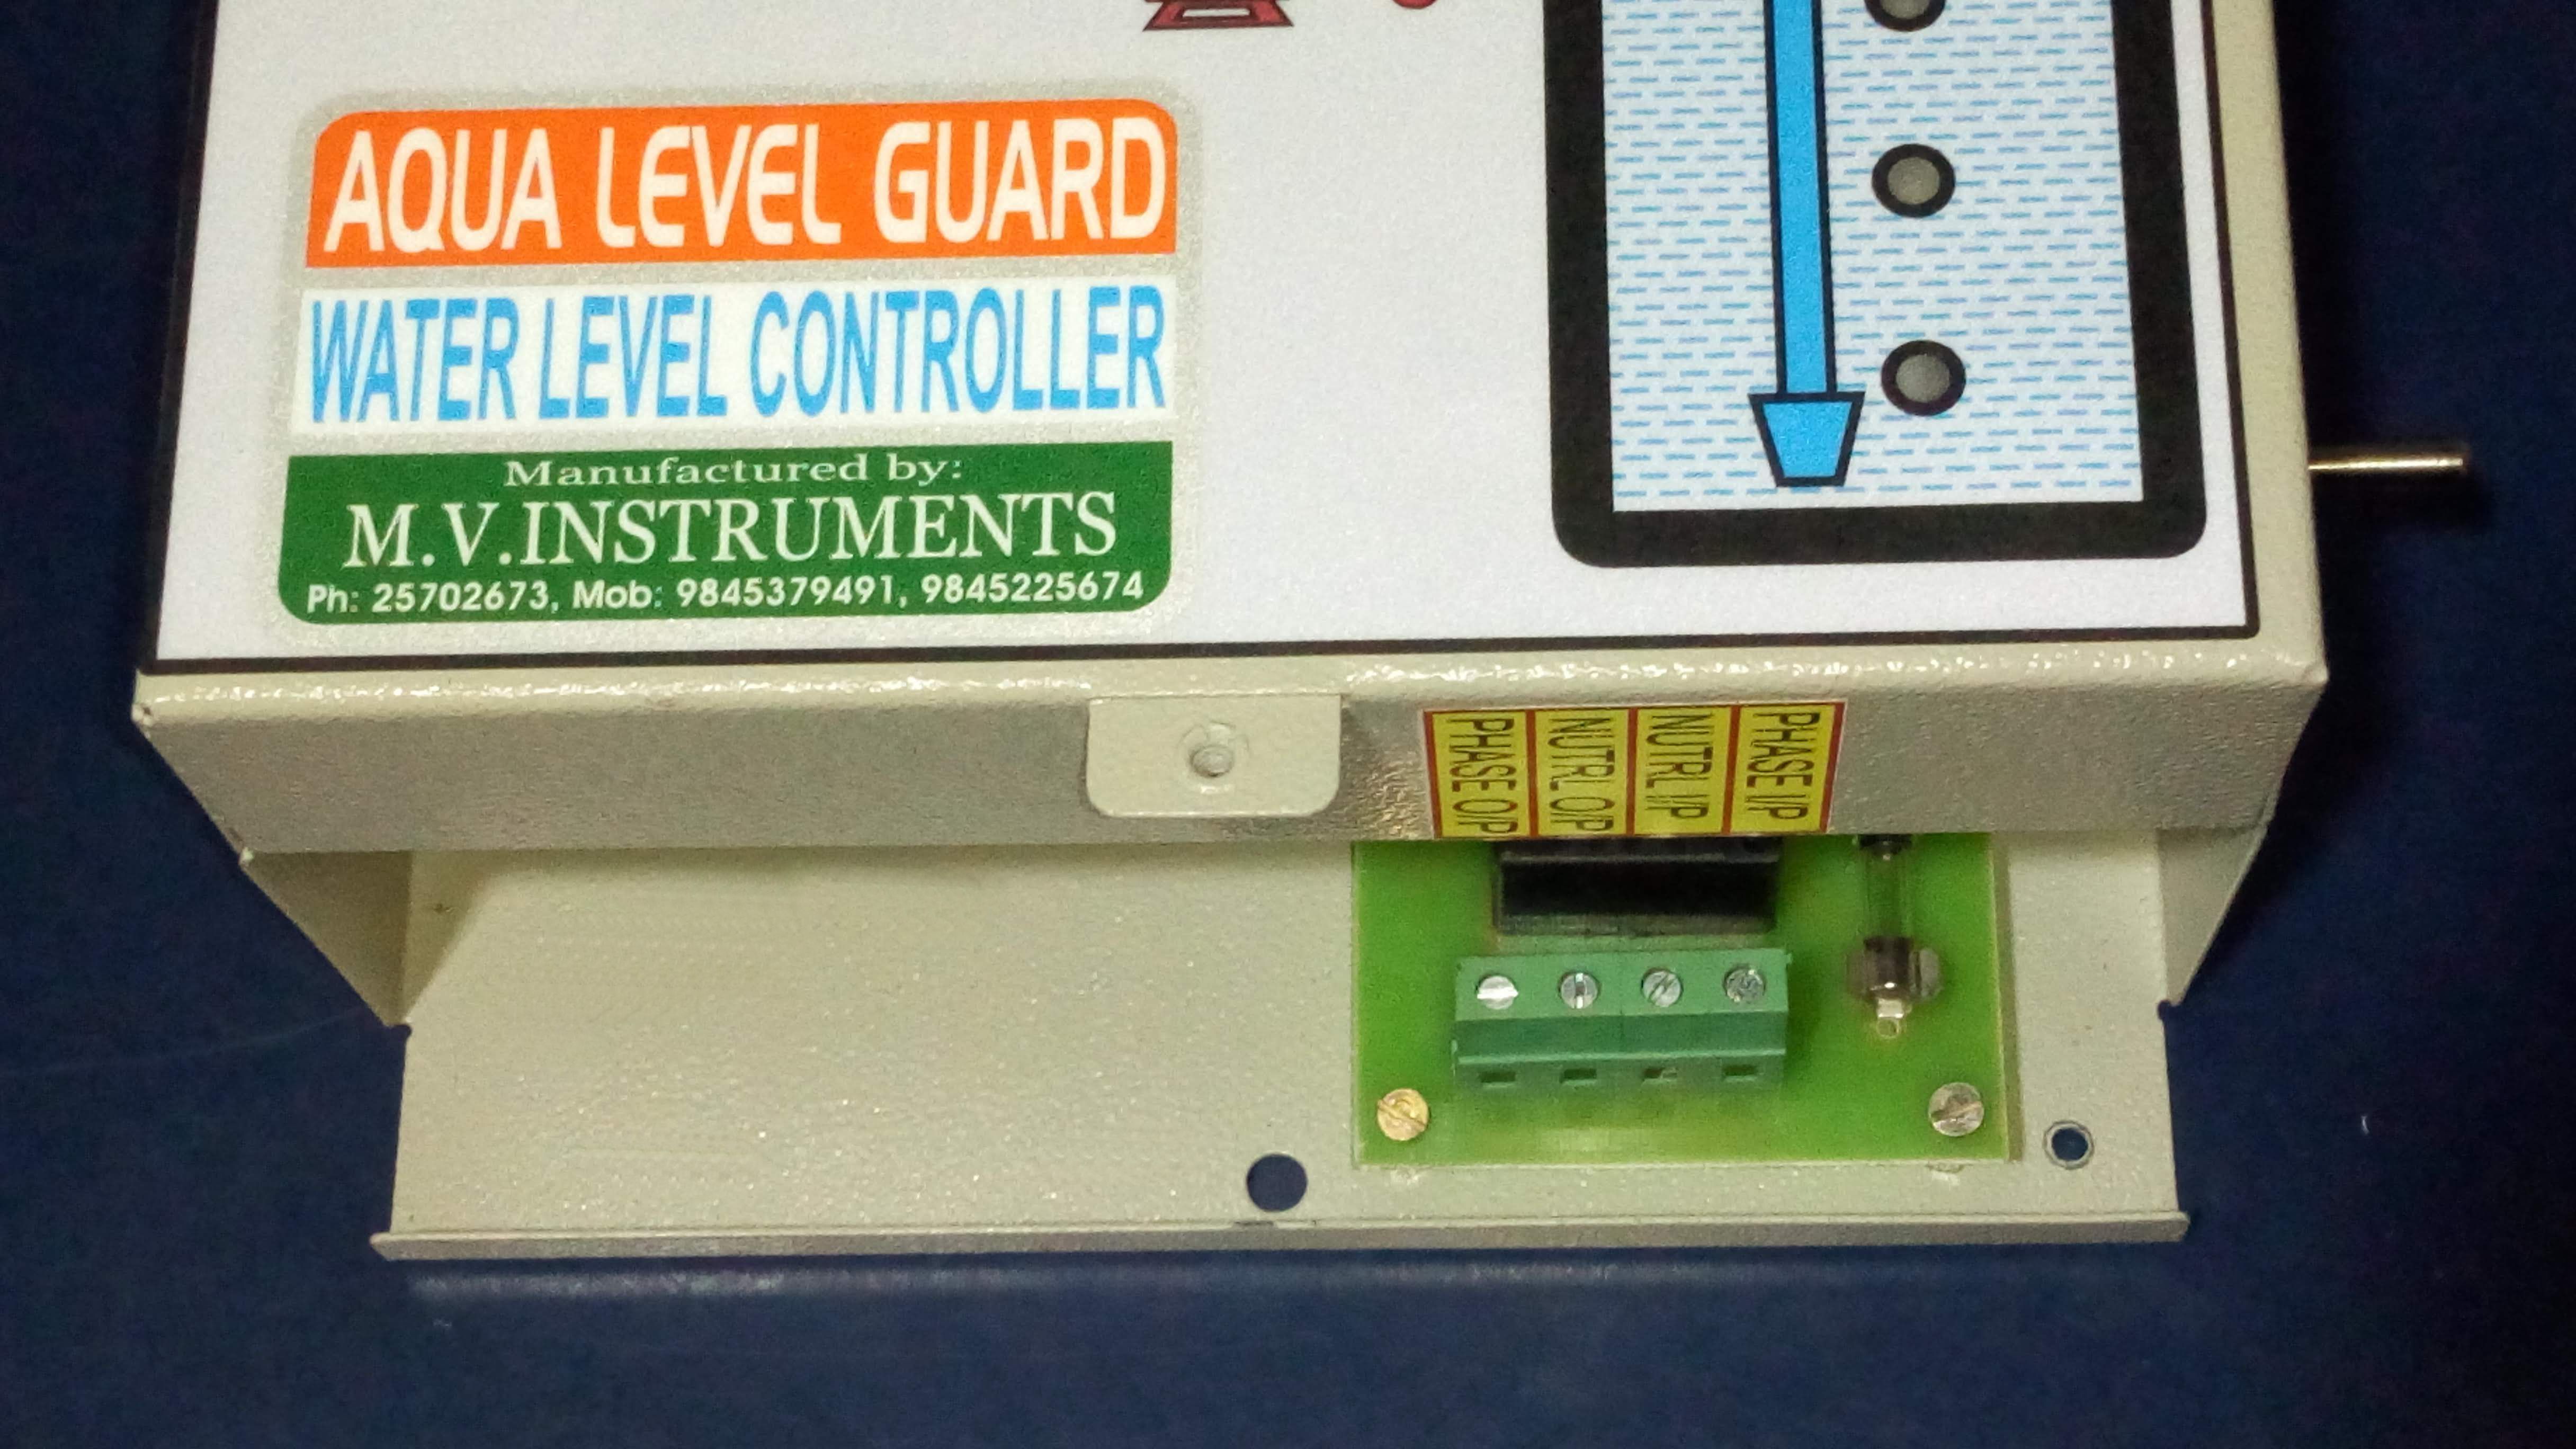 AQUA LEVEL GUARD
WATER LEVEL CONTROLLER
Manufactured by:
M.V.INSTRUMENTS
Ph: 25702673, Mob: 9845379491, 9845225674
PHASE O/P
NUTRL O/P
NUTRL I/P
PHASE I/P